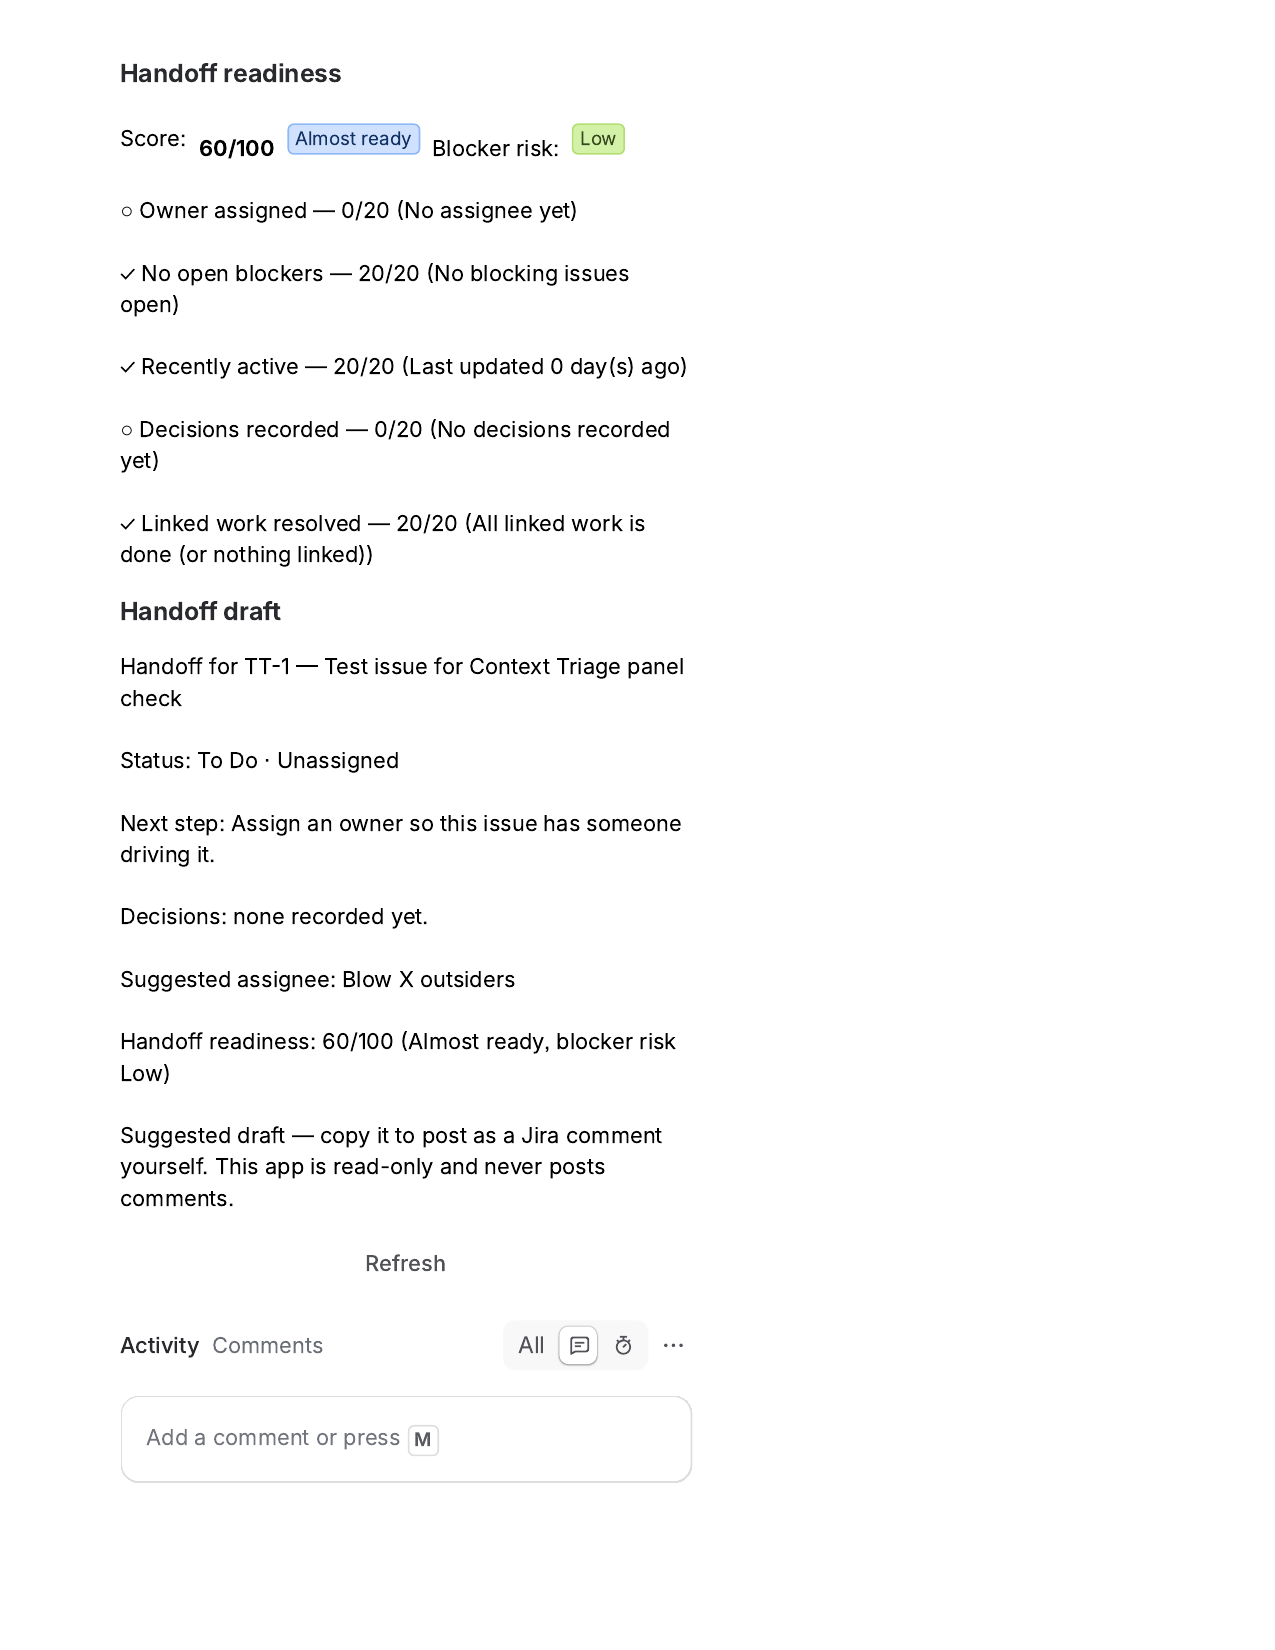 Handoff readiness
Score: 60/100 Almost ready Blocker risk: Low
○ Owner assigned — 0/20 (No assignee yet)
✓ No open blockers — 20/20 (No blocking issues
open)
✓ Recently active — 20/20 (Last updated 0 day(s) ago)
○ Decisions recorded — 0/20 (No decisions recorded
yet)
✓ Linked work resolved — 20/20 (All linked work is
done (or nothing linked))
Handoff draft
Handoff for TT-1 — Test issue for Context Triage panel
check
Status: To Do · Unassigned
Next step: Assign an owner so this issue has someone
driving it.
Decisions: none recorded yet.
Suggested assignee: Blow X outsiders
Handoff readiness: 60/100 (Almost ready, blocker risk
Low)
Suggested draft — copy it to post as a Jira comment
yourself. This app is read-only and never posts
comments.
Refresh
Activity Comments All
Add a comment or press M